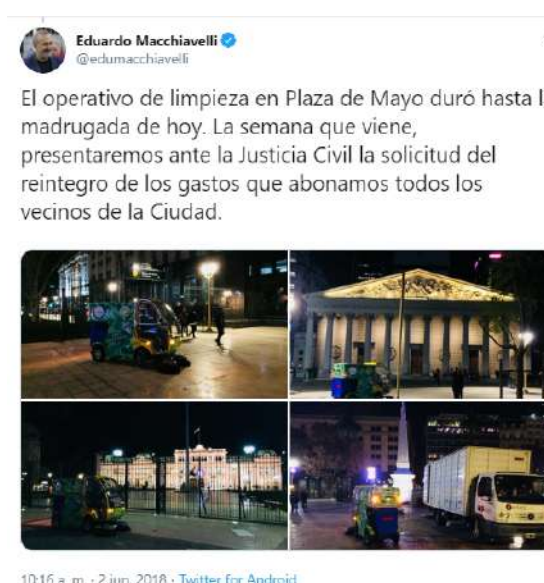 Eduardo Macchiavelli
@edumacchiavelli
El operativo de limpieza en Plaza de Mayo duró hasta
madrugada de hoy. La semana que viene,
presentaremos ante la Justicia Civil la solicitud del
reintegro de los gastos que abonamos todos los
vecinos de la Ciudad.
10:16 a. m. · 2 jun. 2018 · Twitter for Android